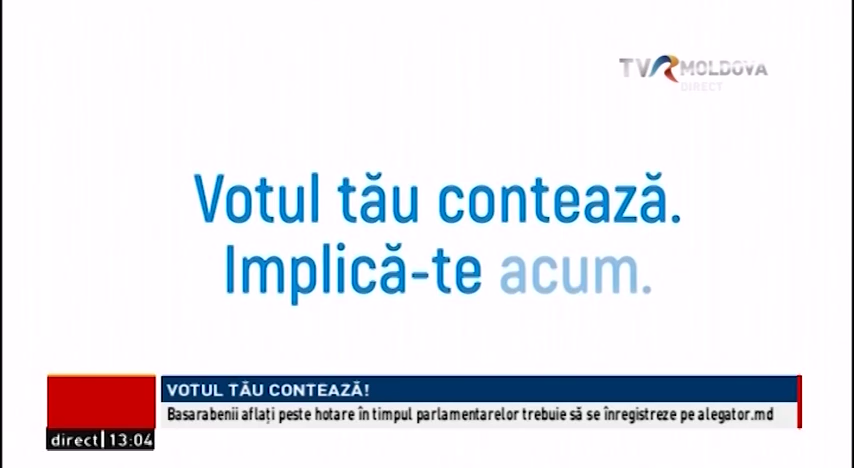 TVR MOLDOVA
DIRECT
Votul tău contează.
Implică-te acum.
VOTUL TĂU CONTEAZĂ!
Basarabenii aflați peste hotare în timpul parlamentarelor trebuie să se înregistreze pe alegator.md
direct 13:04